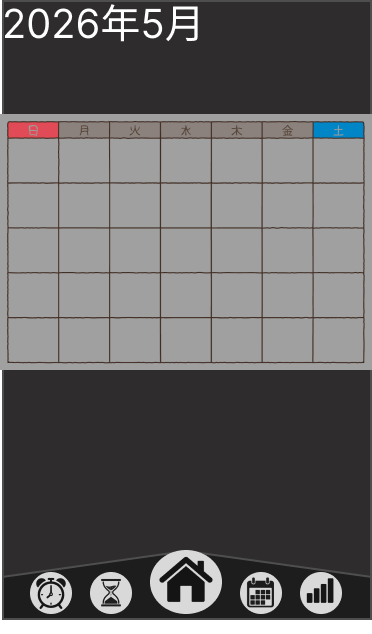 2026年5月
日 月 火 水 木 金 土